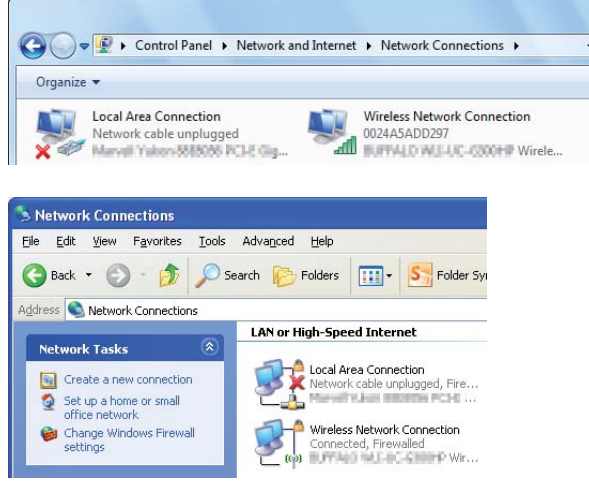 Control Panel Network and Internet Network Connections
Organize
Local Area Connection
Network cable unplugged
Wireless Network Connection
0024A5ADD297
Wirele...
Network Connections
File Edit View Favorites Tools Advanced Help
Back Search Folders Folder Syn
Address Network Connections
Network Tasks
Create a new connection
Set up a home or small
office network
Change Windows Firewall
settings
LAN or High-Speed Internet
Local Area Connection
Network cable unplugged, Fire...
Wireless Network Connection
Connected, Firewalled
Wir...